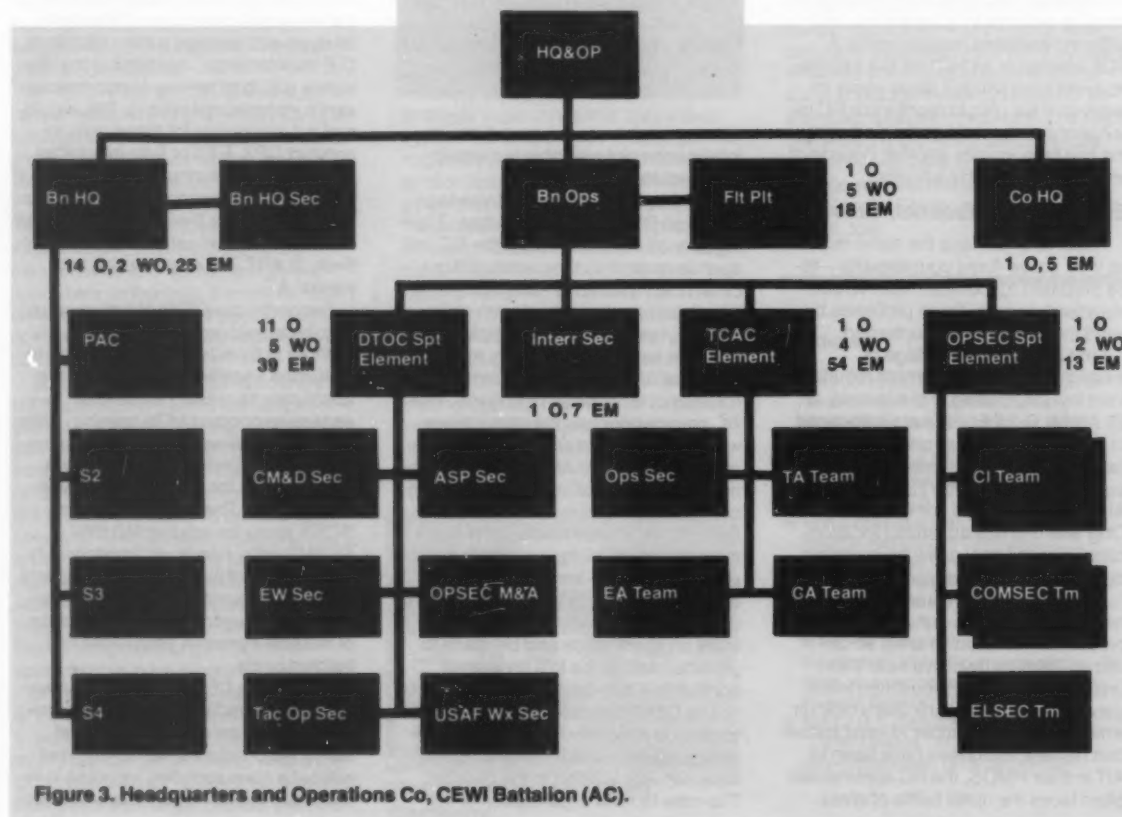 HQ&OP
Bn HQ
Bn HQ Sec
Bn Ops
Flt Plt
1 O
5 WO
18 EM
Co HQ
14 O, 2 WO, 25 EM
1 O, 5 EM
PAC
11 O
5 WO
39 EM
DTOC Spt
Element
Interr Sec
1 O, 7 EM
TCAC
Element
1 O
4 WO
54 EM
OPSEC Spt
Element
1 O
2 WO
13 EM
S2
CM&D Sec
ASP Sec
Ops Sec
TA Team
CI Team
S3
EW Sec
OPSEC M&A
EA Team
CA Team
COMSEC Tm
S4
Tac Op Sec
USAF Wx Sec
ELSEC Tm
Figure 3. Headquarters and Operations Co, CEWI Battalion (AC).